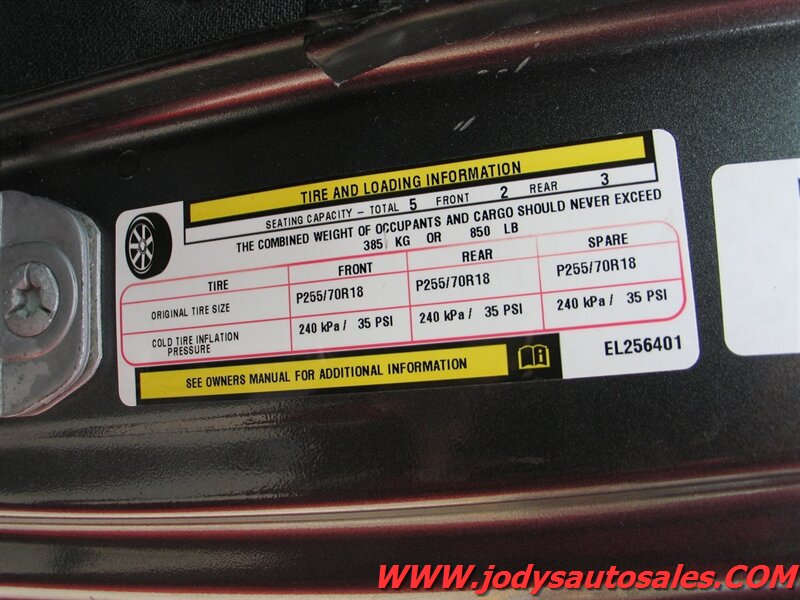 TIRE AND LOADING INFORMATION
SEATING CAPACITY - TOTAL 5 FRONT 2 REAR 3
THE COMBINED WEIGHT OF OCCUPANTS AND CARGO SHOULD NEVER EXCEED
385 KG OR 850 LB
TIRE FRONT REAR SPARE
ORIGINAL TIRE SIZE P255/70R18 P255/70R18 P255/70R18
COLD TIRE INFLATION PRESSURE 240 kPa / 35 PSI 240 kPa / 35 PSI 240 kPa / 35 PSI
SEE OWNERS MANUAL FOR ADDITIONAL INFORMATION
EL256401
WWW.jodysautosales.COM